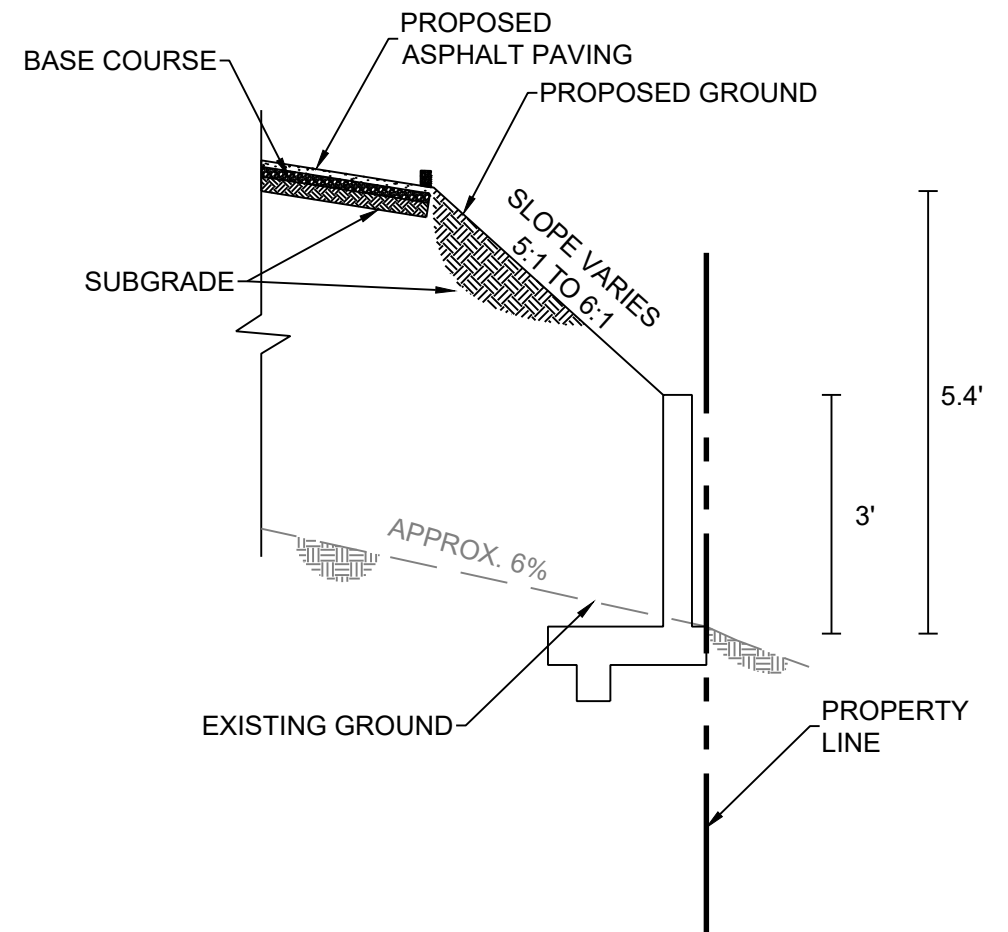 PROPOSED
ASPHALT PAVING
BASE COURSE
PROPOSED GROUND
SLOPE VARIES
5:1 TO 6:1
SUBGRADE
5.4'
3'
APPROX. 6%
EXISTING GROUND
PROPERTY
LINE